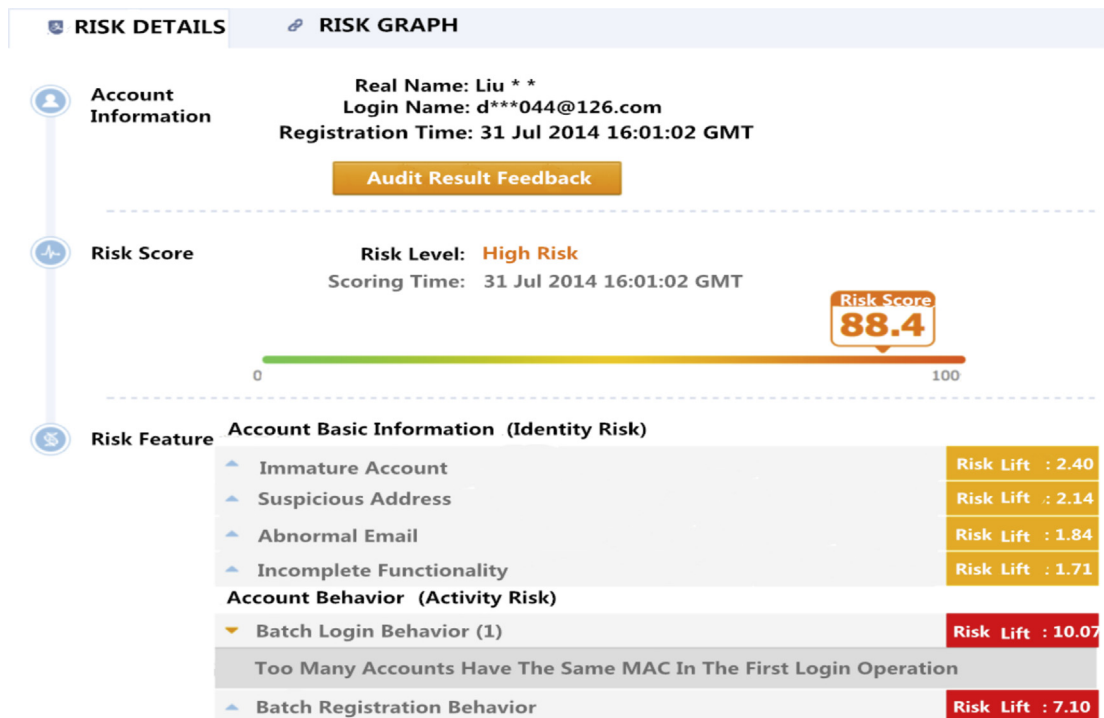 RISK DETAILS
RISK GRAPH
Account
Information
Real Name: Liu * *
Login Name: d***044@126.com
Registration Time: 31 Jul 2014 16:01:02 GMT
Audit Result Feedback
Risk Score
Risk Level: High Risk
Scoring Time: 31 Jul 2014 16:01:02 GMT
Risk Score
88.4
0
100
Risk Feature
Account Basic Information (Identity Risk)
Immature Account Risk Lift : 2.40
Suspicious Address Risk Lift : 2.14
Abnormal Email Risk Lift : 1.84
Incomplete Functionality Risk Lift : 1.71
Account Behavior (Activity Risk)
Batch Login Behavior (1) Risk Lift : 10.07
Too Many Accounts Have The Same MAC In The First Login Operation
Batch Registration Behavior Risk Lift : 7.10